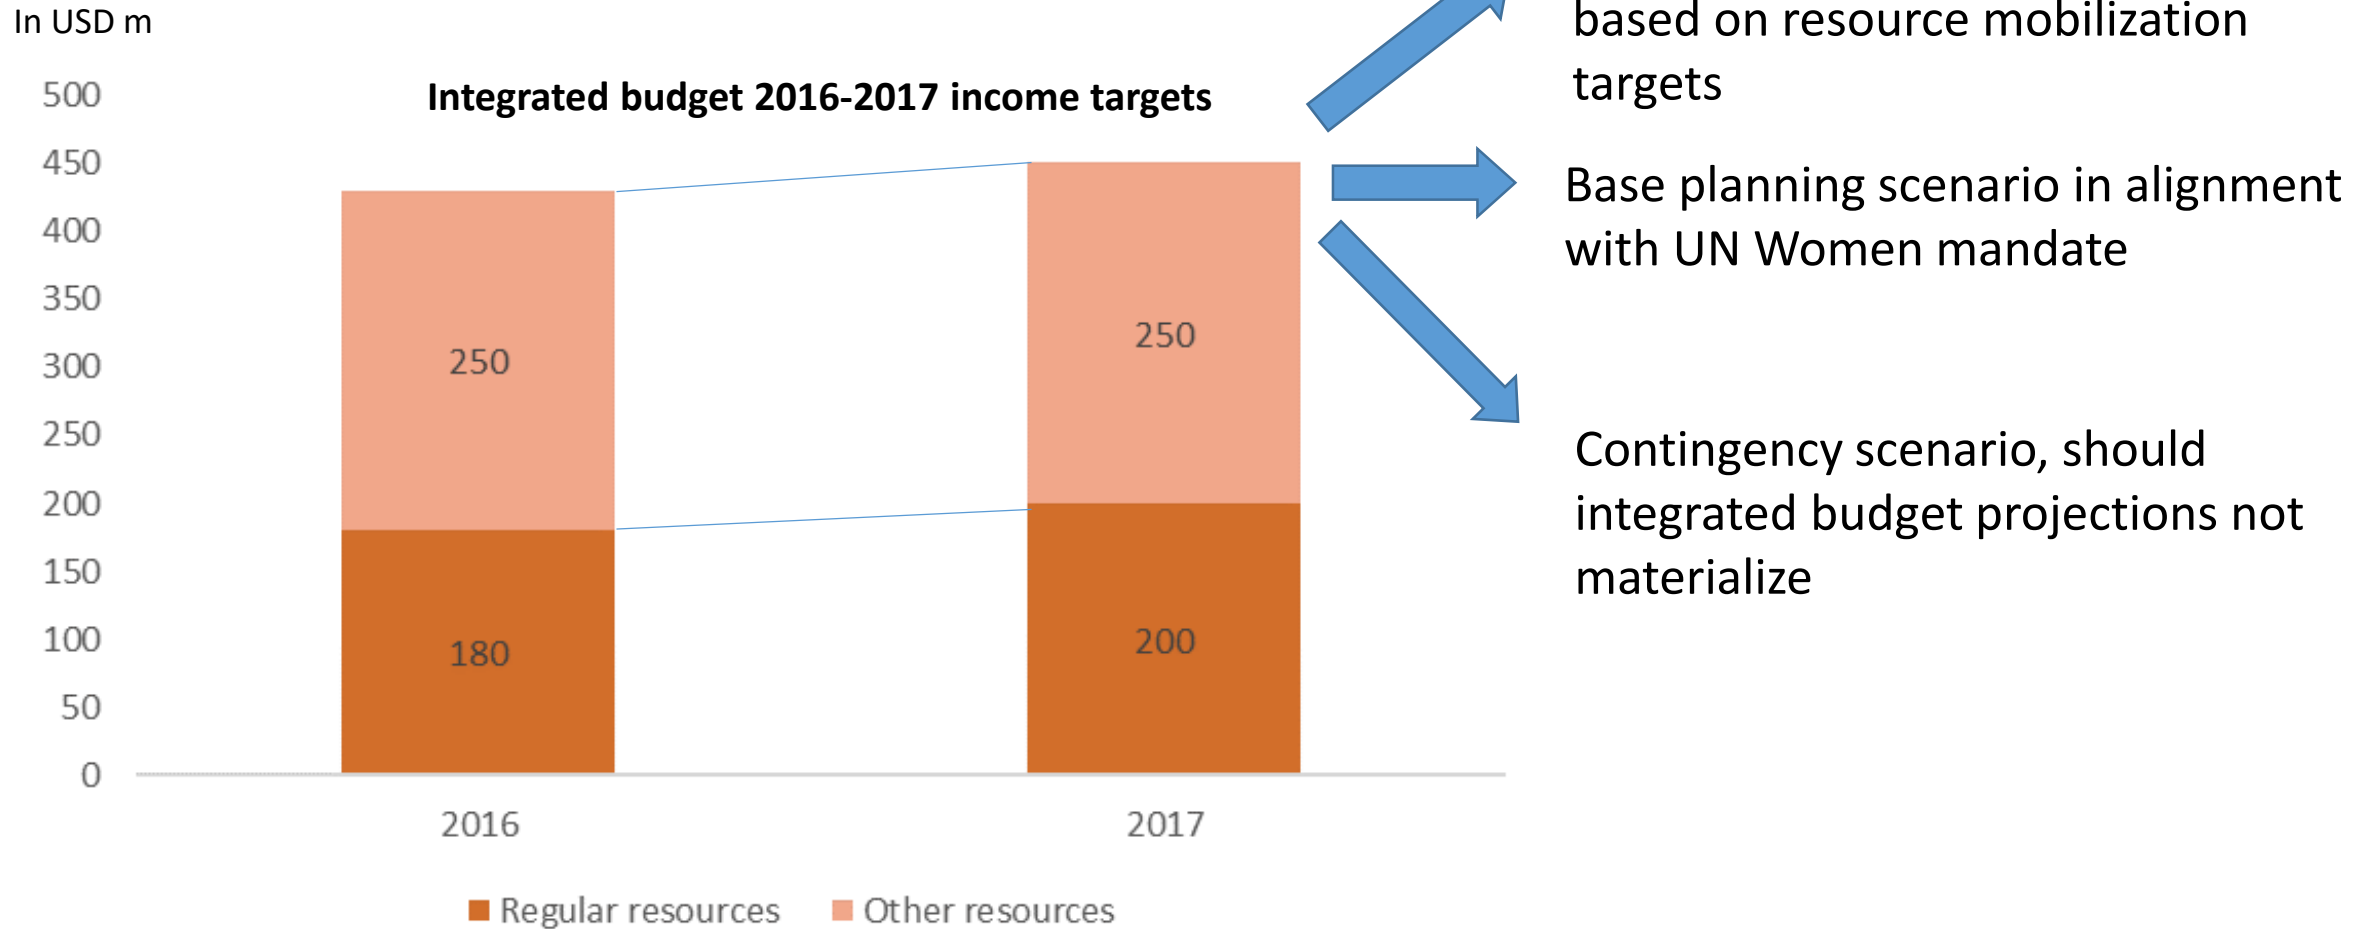 In USD m
based on resource mobilization
targets
Integrated budget 2016-2017 income targets
500
450
400
350
300
250
200
150
100
50
0
250
180
250
200
2016
2017
Regular resources
Other resources
Base planning scenario in alignment
with UN Women mandate
Contingency scenario, should
integrated budget projections not
materialize